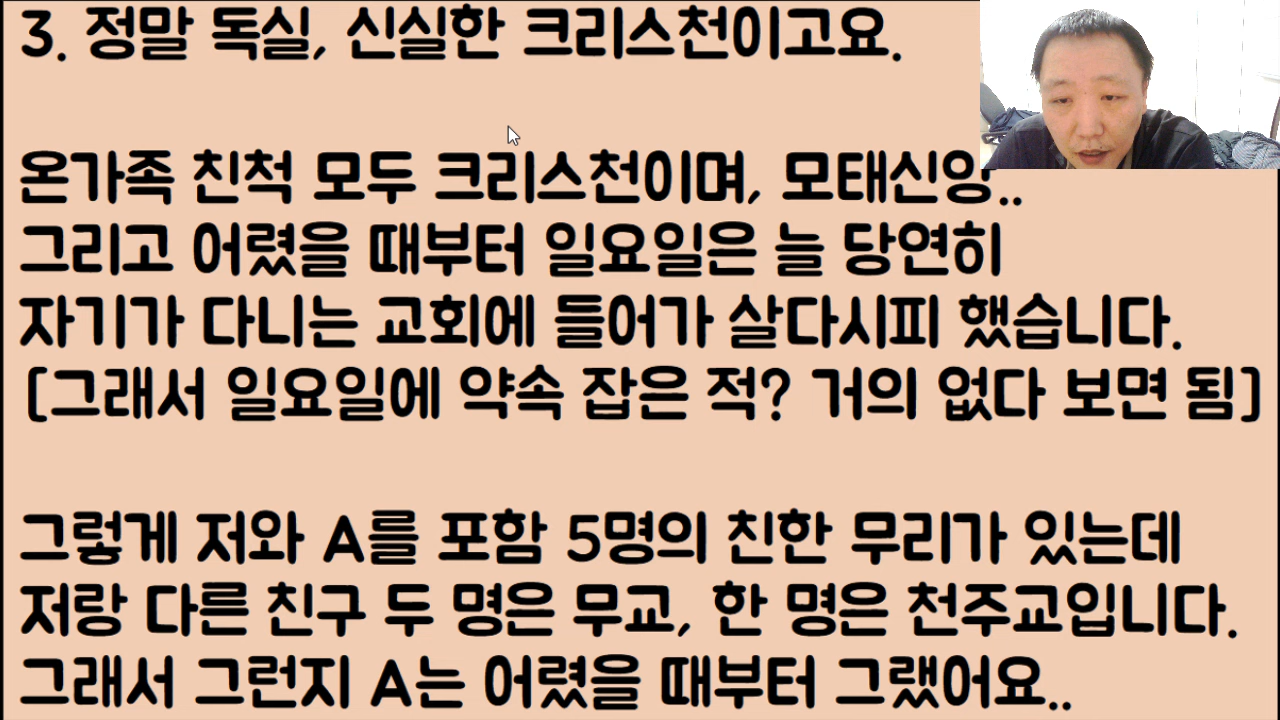 3. 정말 독실, 신실한 크리스천이고요.
온가족 친척 모두 크리스천이며, 모태신앙..
그리고 어렸을 때부터 일요일은 늘 당연히
자기가 다니는 교회에 들어가 살다시피 했습니다.
[그래서 일요일에 약속 잡은 적? 거의 없다 보면 됨]
그렇게 저와 A를 포함 5명의 친한 무리가 있는데
저랑 다른 친구 두 명은 무교, 한 명은 천주교입니다.
그래서 그런지 A는 어렸을 때부터 그랬어요..